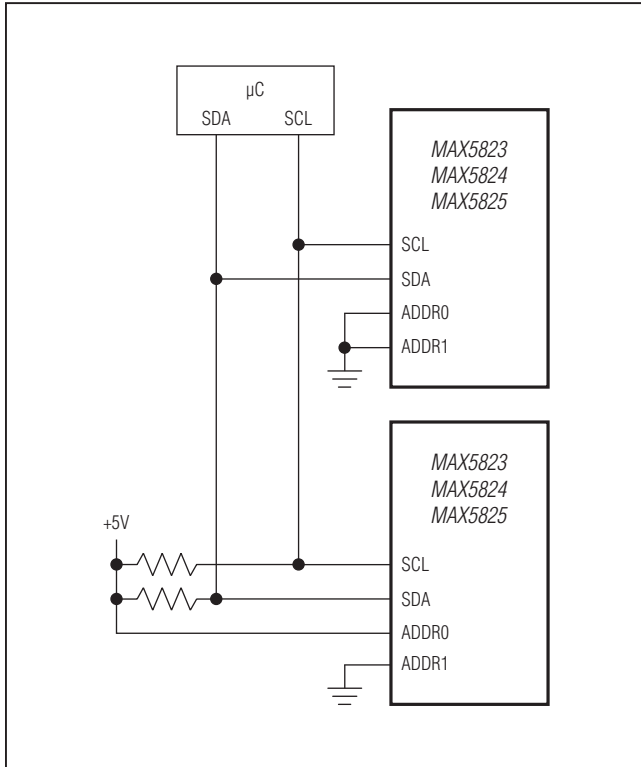 µC
SDA SCL
MAX5823
MAX5824
MAX5825
SCL
SDA
ADDR0
ADDR1
MAX5823
MAX5824
MAX5825
+5V
SCL
SDA
ADDR0
ADDR1